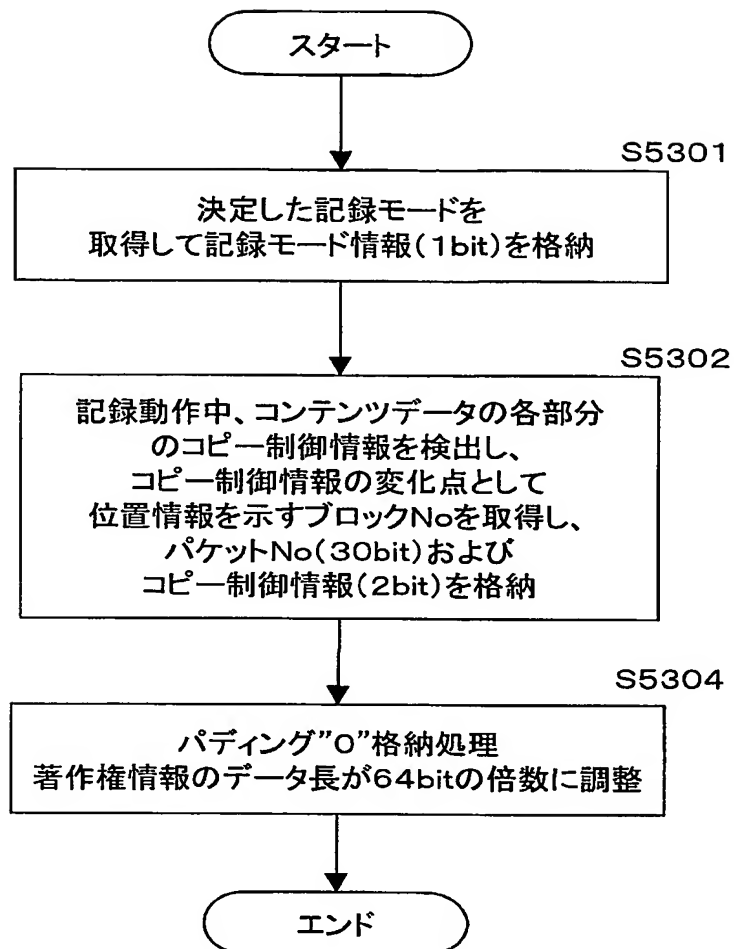 スタート
S5301
決定した記録モードを
取得して記録モード情報(1bit)を格納
S5302
記録動作中、コンテンツデータの各部分
のコピー制御情報を検出し、
コピー制御情報の変化点として
位置情報を示すブロックNoを取得し、
パケットNo(30bit)および
コピー制御情報(2bit)を格納
S5304
パディング"0"格納処理
著作権情報のデータ長が64bitの倍数に調整
エンド